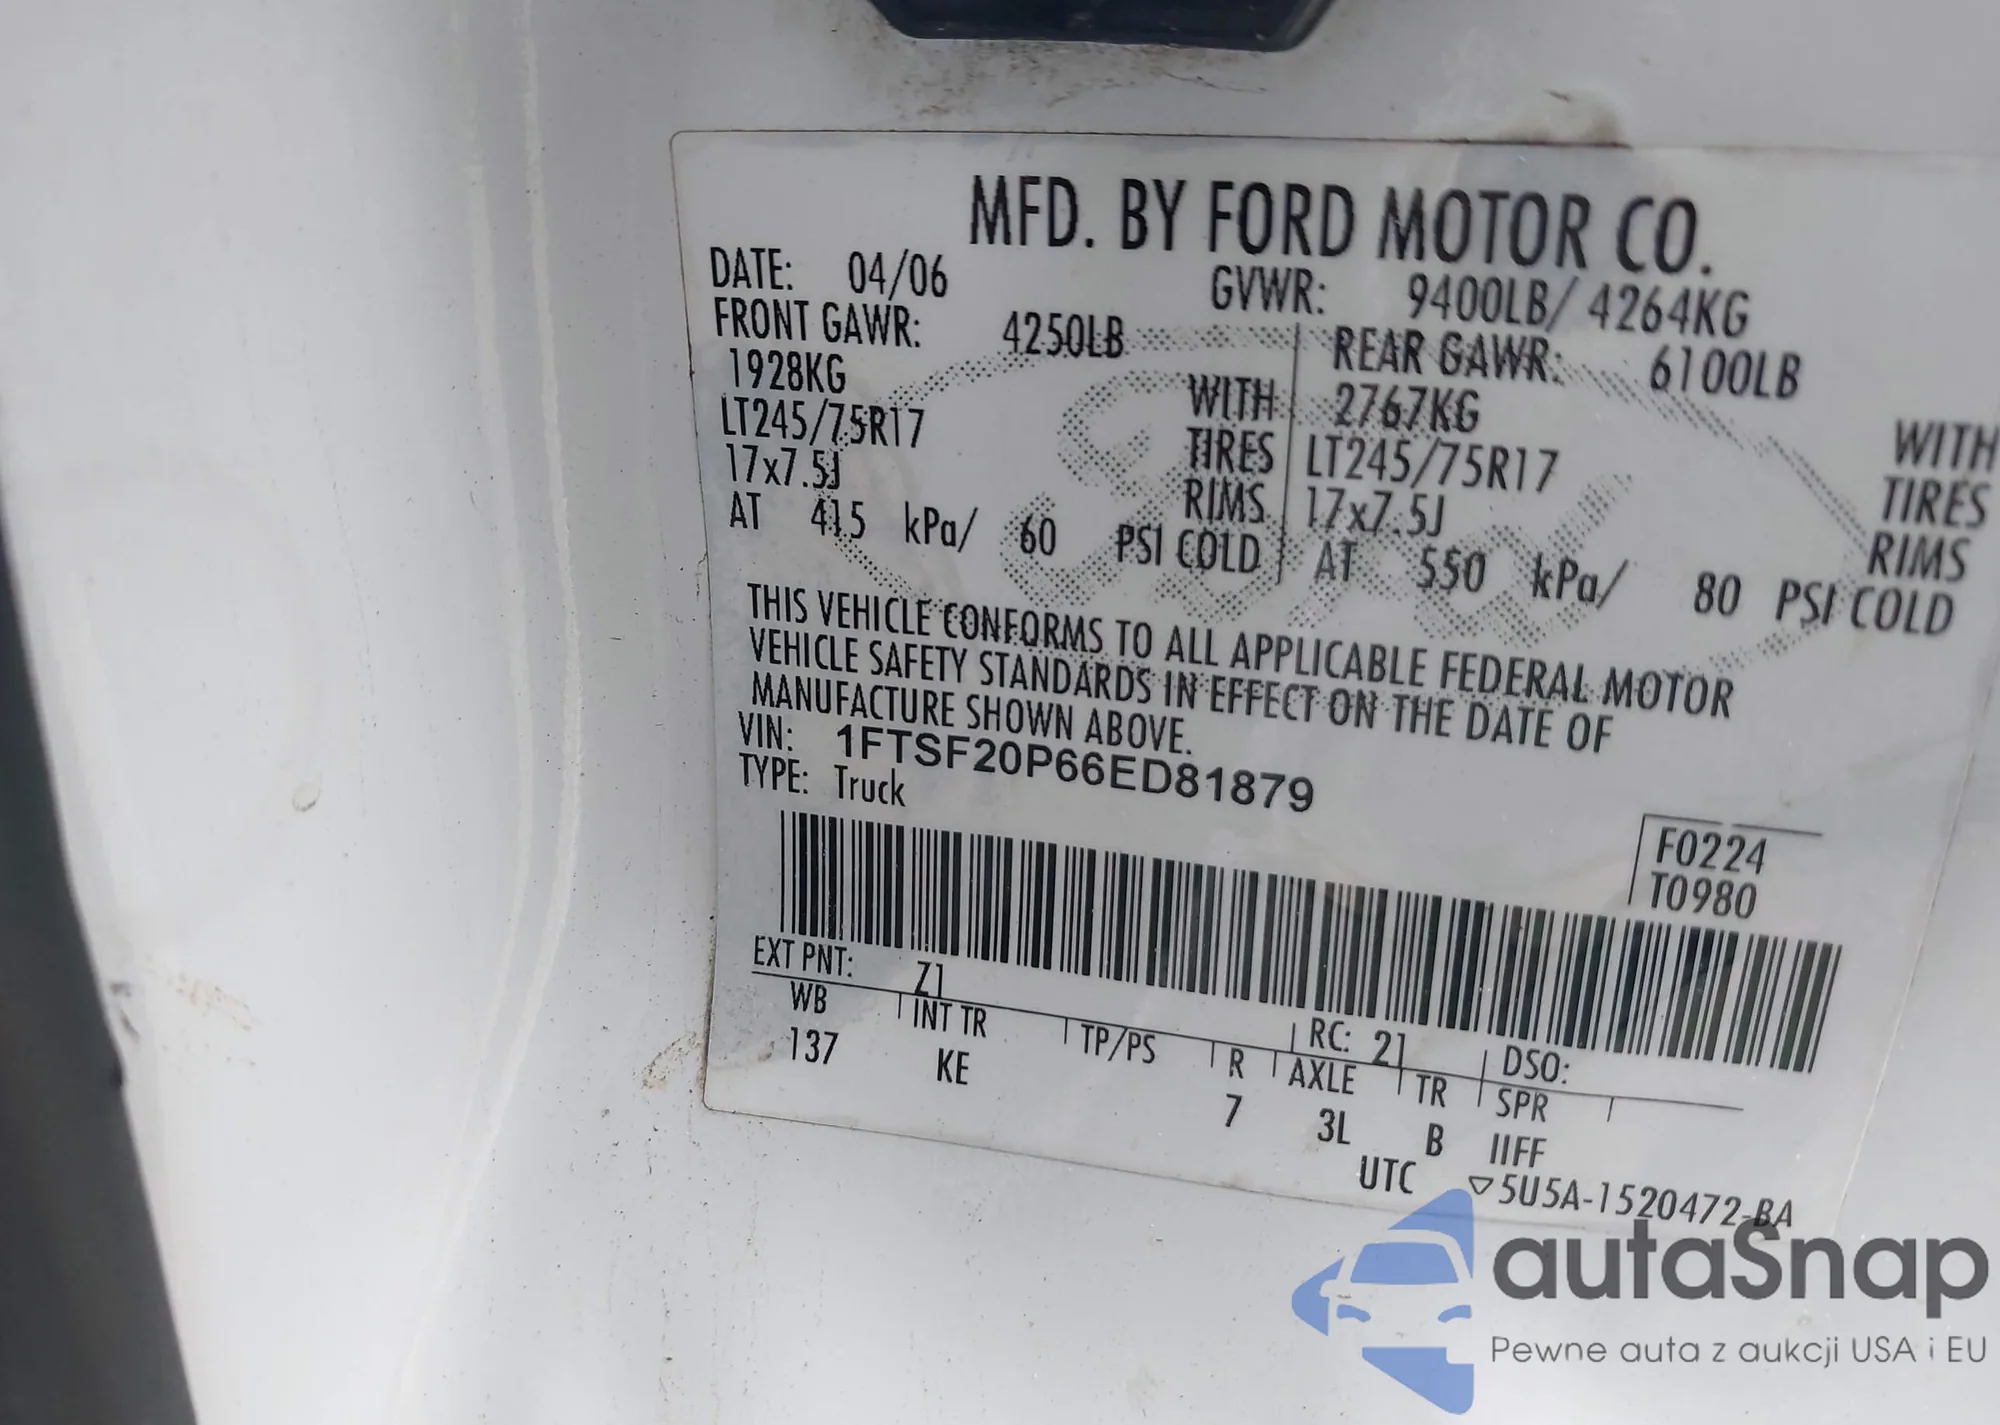 MFD. BY FORD MOTOR CO.
DATE: 04/06 GVWR: 9400LB/ 4264KG
FRONT GAWR: 4250LB REAR GAWR: 6100LB
1928KG WITH 2767KG WITH
LT245/75R17 TIRES LT245/75R17 TIRES
17x7.5J RIMS 17x7.5J RIMS
AT 415 kPa/ 60 PSI COLD AT 550 kPa/ 80 PSI COLD
THIS VEHICLE CONFORMS TO ALL APPLICABLE FEDERAL MOTOR
VEHICLE SAFETY STANDARDS IN EFFECT ON THE DATE OF
MANUFACTURE SHOWN ABOVE.
VIN: 1FTSF20P66ED81879
TYPE: Truck
F0224
T0980
EXT PNT: Z1 RC: 21 DSO:
WB INT TR TP/PS R AXLE TR SPR
137 KE 7 3L B IIFF
UTC ▽5U5A-1520472-BA
Ford
autaSnap
Pewne auta z aukcji USA i EU